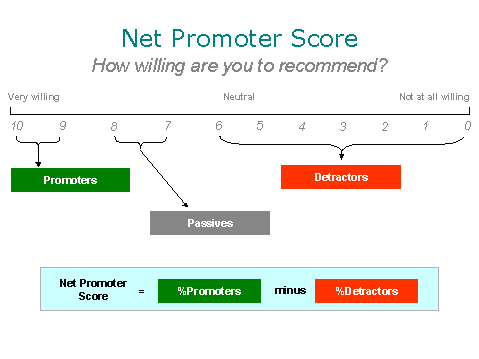 Net Promoter Score
How willing are you to recommend?
Very willing Neutral Not at all willing
10 9 8 7 6 5 4 3 2 1 0
Promoters
Detractors
Passives
Net Promoter
Score
= %Promoters minus %Detractors